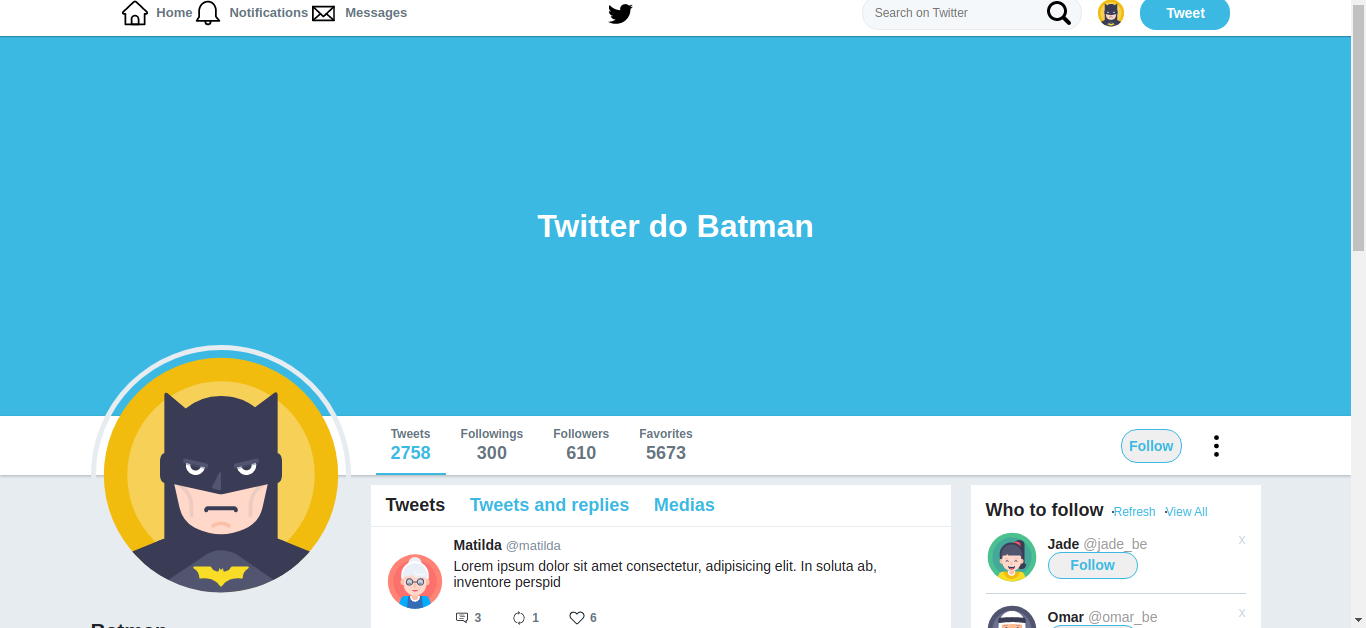 Home Notifications Messages Search on Twitter Tweet
Twitter do Batman
Tweets Followings Followers Favorites
2758 300 610 5673
Follow
Tweets Tweets and replies Medias
Matilda @matilda
Lorem ipsum dolor sit amet consectetur, adipisicing elit. In soluta ab,
inventore perspid
3 1 6
Who to follow ·Refresh ·View All
Jade @jade_be X
Follow
Omar @omar_be X
Batman